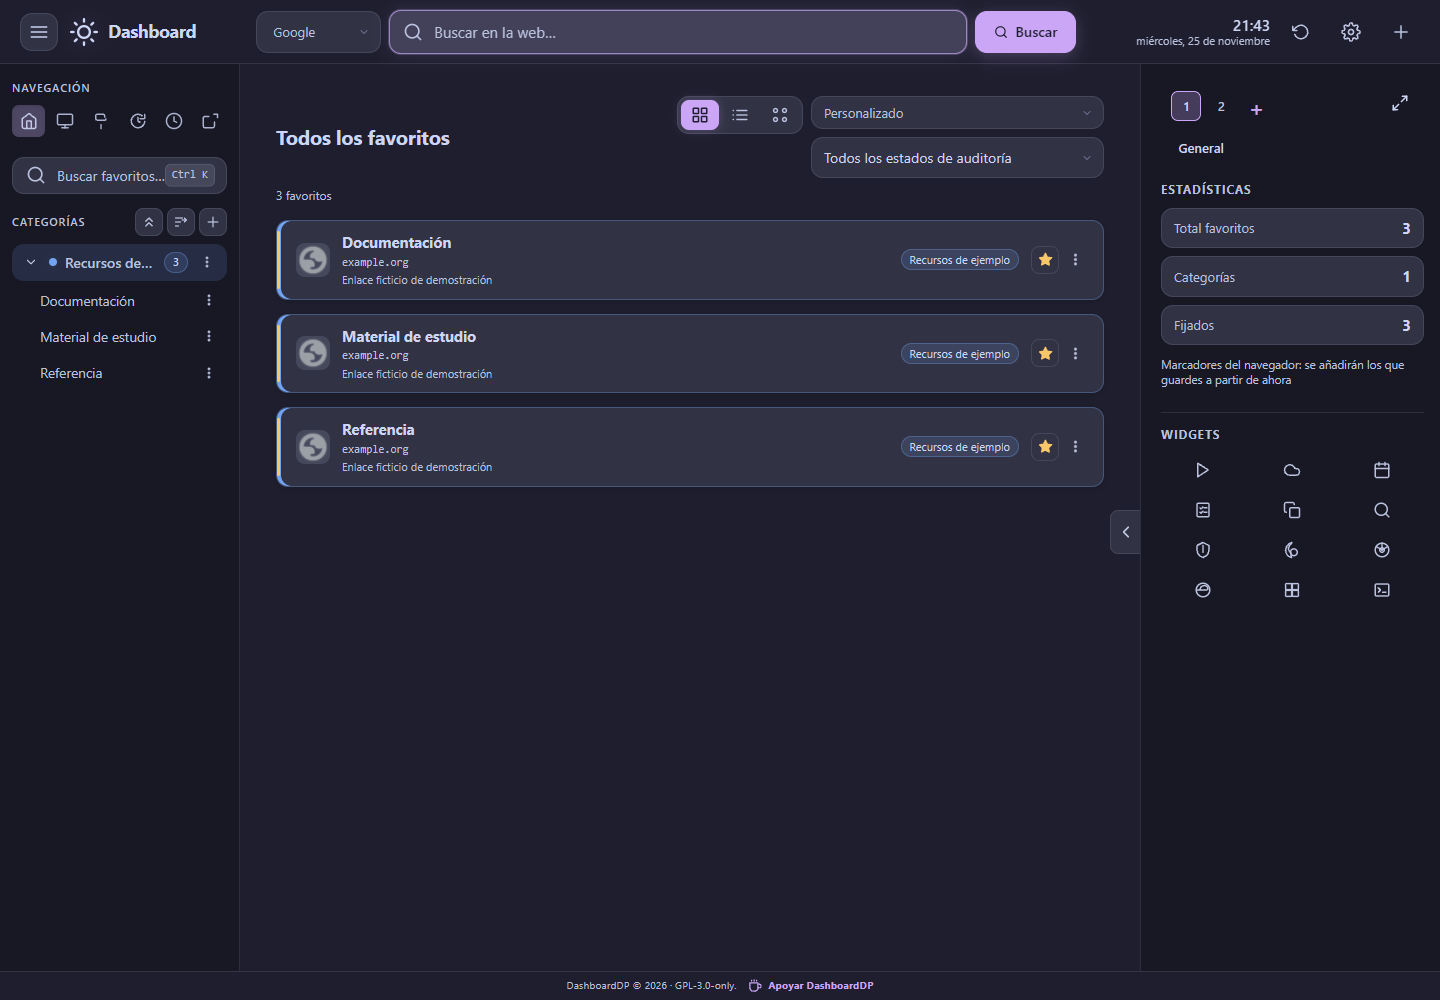 Dashboard
Google
Buscar en la web...
Buscar
21:43
miércoles, 25 de noviembre
NAVEGACIÓN
Buscar favoritos...
Ctrl K
CATEGORÍAS
Recursos de...
3
Documentación
Material de estudio
Referencia
Todos los favoritos
Personalizado
Todos los estados de auditoría
3 favoritos
Documentación
example.org
Enlace ficticio de demostración
Recursos de ejemplo
Material de estudio
example.org
Enlace ficticio de demostración
Recursos de ejemplo
Referencia
example.org
Enlace ficticio de demostración
Recursos de ejemplo
1
2
+
General
ESTADÍSTICAS
Total favoritos
3
Categorías
1
Fijados
3
Marcadores del navegador: se añadirán los que
guardes a partir de ahora
WIDGETS
DashboardDP © 2026 · GPL-3.0-only.
Apoyar DashboardDP